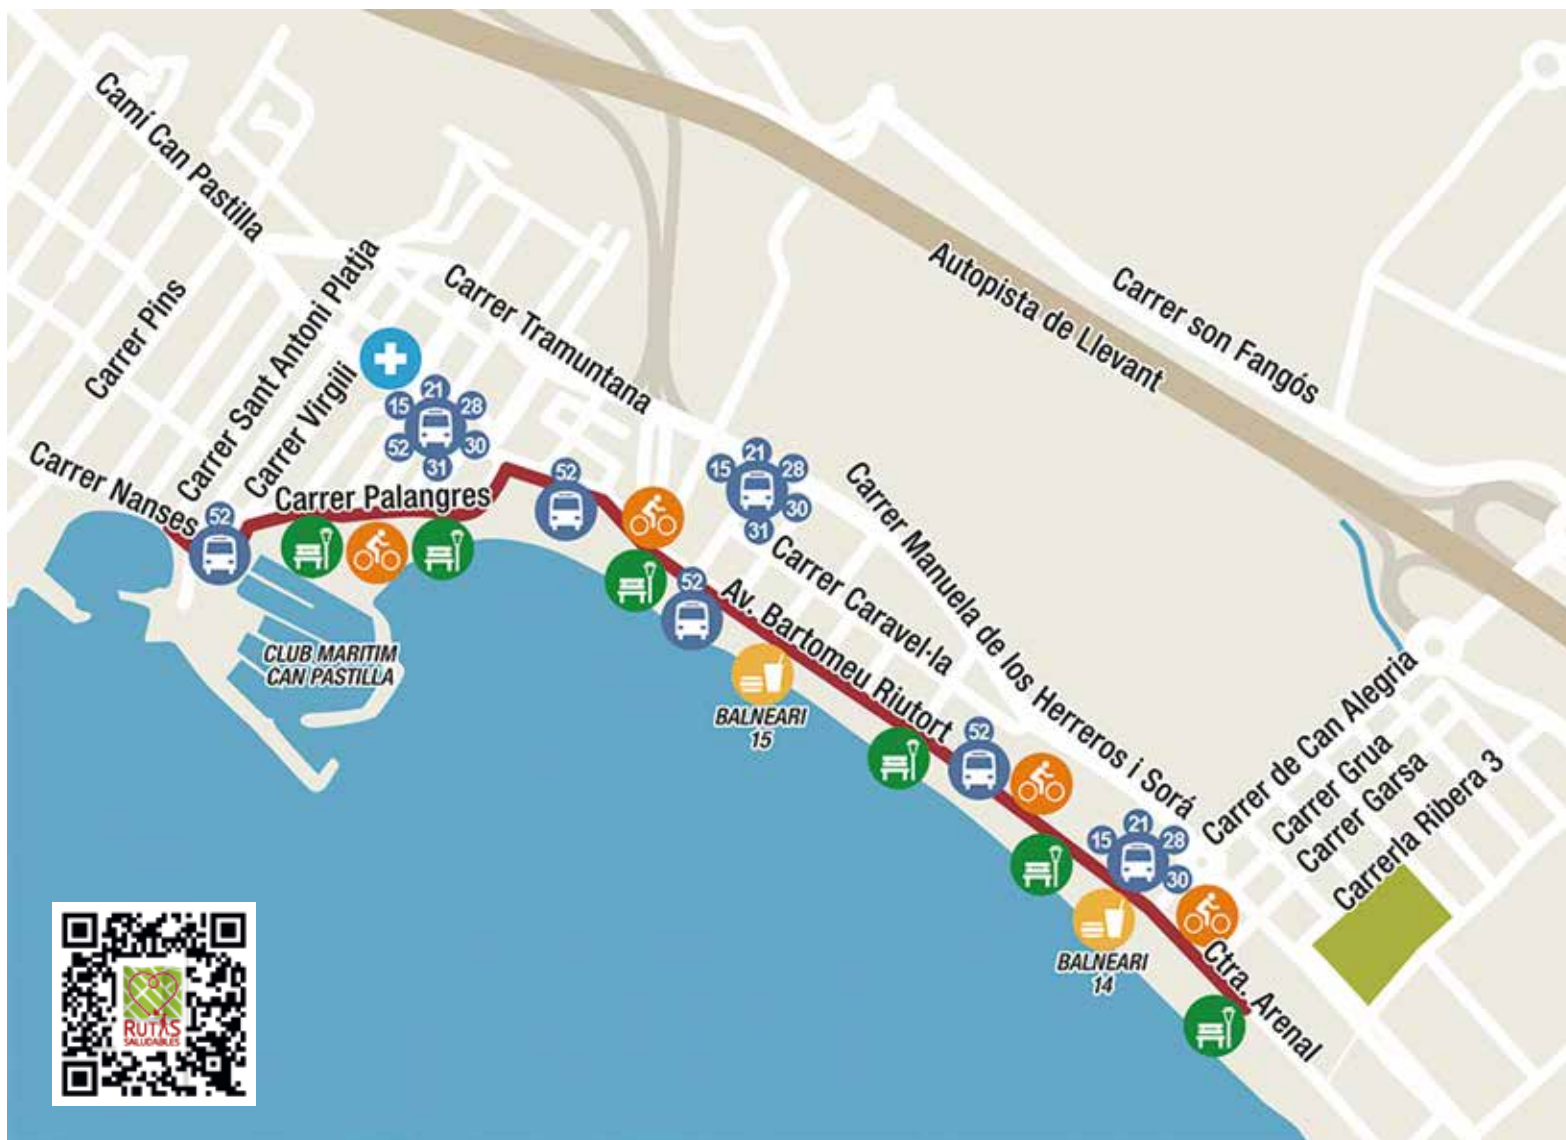 Camí Can Pastilla
Carrer Pins
Carrer Sant Antoni Platja
Carrer Virgili
Carrer Nanses
Carrer Tramuntana
Autopista de Llevant
Carrer son Fangós
21
15
28
52
30
31
Carrer Palangres
52
52
21
15
28
30
31
52
Carrer Manuela de los Herreros i Sorá
Carrer Caravel·la
Av. Bartomeu Riutort
CLUB MARITIM
CAN PASTILLA
BALNEARI
15
52
Carrer de Can Alegria
Carrer Grua
Carrer Garsa
Carrerla Ribera 3
21
15
28
30
BALNEARI
14
Ctra. Arenal
RUTAS
SALUDABLES